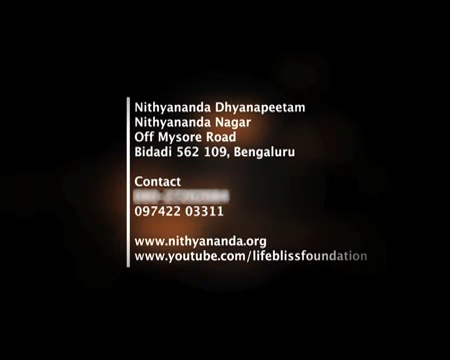 Nithyananda Dhyanapeetam
Nithyananda Nagar
Off Mysore Road
Bidadi 562 109, Bengaluru
Contact
097422 03311
www.nithyananda.org
www.youtube.com/lifeblissfoundation